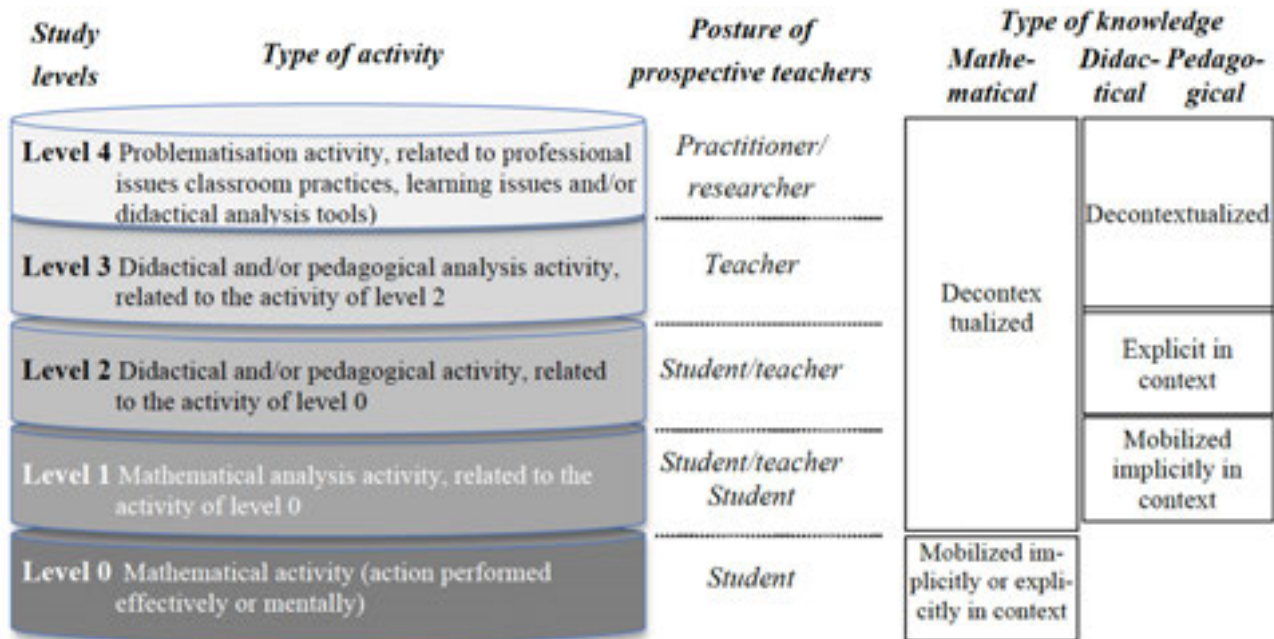 Study
levels
Type of activity
Posture of
prospective teachers
Type of knowledge
Mathe-
matical
Didac-
tical
Pedago-
gical
Level 4 Problematisation activity, related to professional
issues classroom practices, learning issues and/or
didactical analysis tools)
Practitioner/
researcher
Level 3 Didactical and/or pedagogical analysis activity,
related to the activity of level 2
Teacher
Level 2 Didactical and/or pedagogical activity, related
to the activity of level 0
Student/teacher
Level 1 Mathematical analysis activity, related to the
activity of level 0
Student/teacher
Student
Level 0 Mathematical activity (action performed
effectively or mentally)
Student
Decontex
tualized
Mobilized im-
plicitly or expli-
citly in context
Decontextualized
Explicit in
context
Mobilized
implicitly in
context